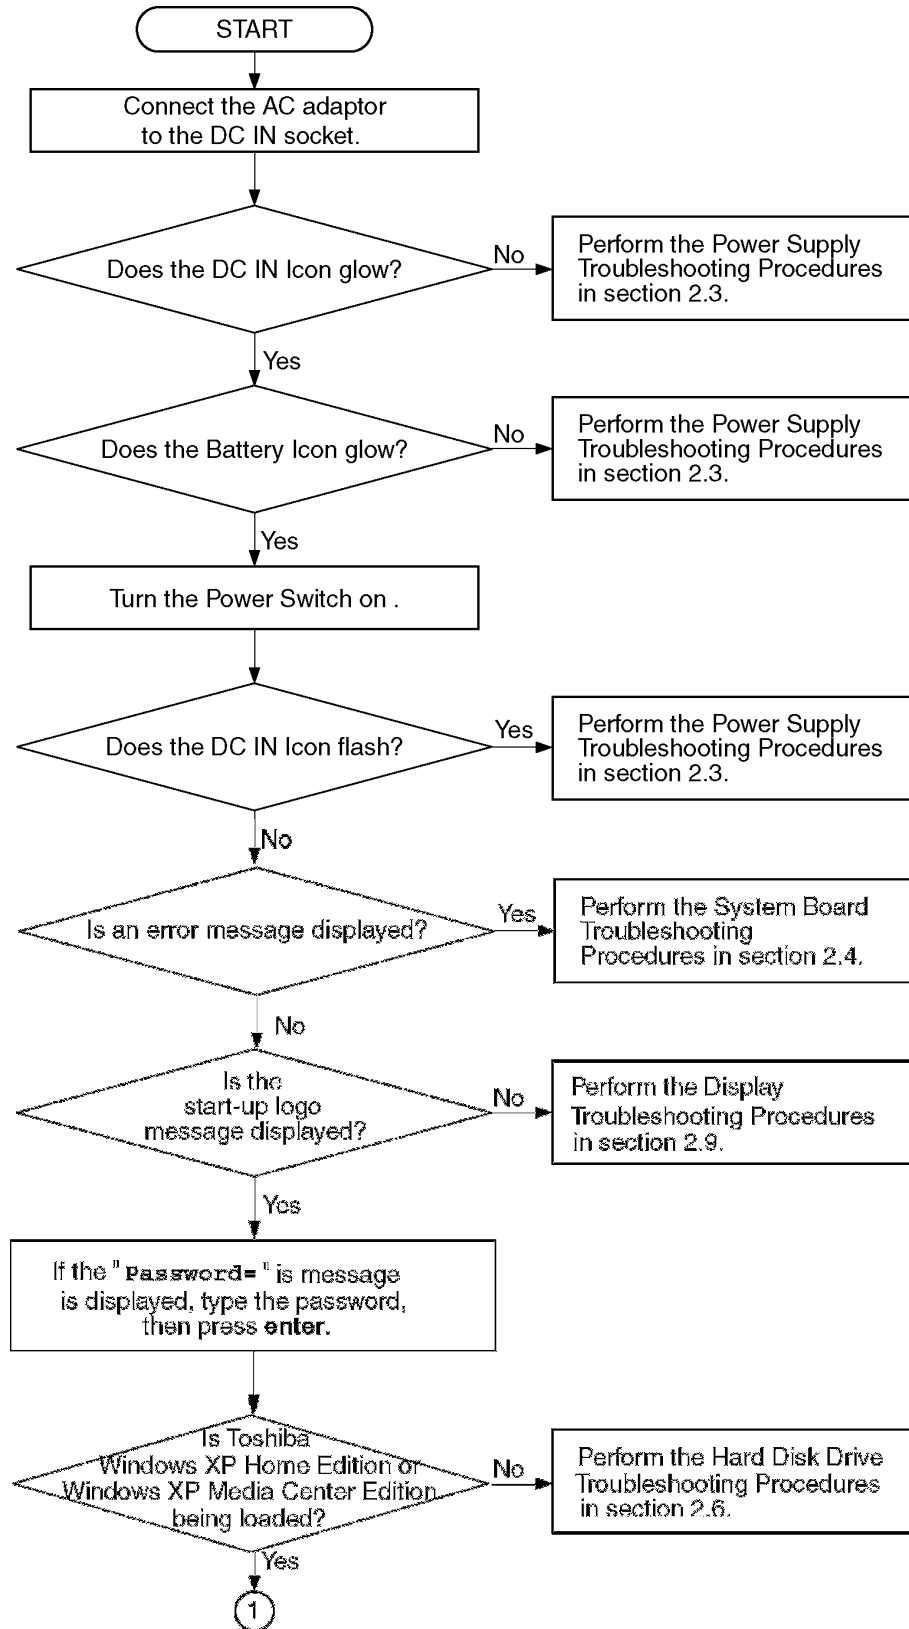 START
Connect the AC adaptor
to the DC IN socket.
Does the DC IN Icon glow?
No
Perform the Power Supply
Troubleshooting Procedures
in section 2.3.
Yes
Does the Battery Icon glow?
No
Perform the Power Supply
Troubleshooting Procedures
in section 2.3.
Yes
Turn the Power Switch on .
Does the DC IN Icon flash?
Yes
Perform the Power Supply
Troubleshooting Procedures
in section 2.3.
No
Is an error message displayed?
Yes
Perform the System Board
Troubleshooting
Procedures in section 2.4.
No
Is the
start-up logo
message displayed?
No
Perform the Display
Troubleshooting Procedures
in section 2.9.
Yes
If the "Password= " is message
is displayed, type the password,
then press enter.
Is Toshiba
Windows XP Home Edition or
Windows XP Media Center Edition
being loaded?
No
Perform the Hard Disk Drive
Troubleshooting Procedures
in section 2.6.
Yes
1